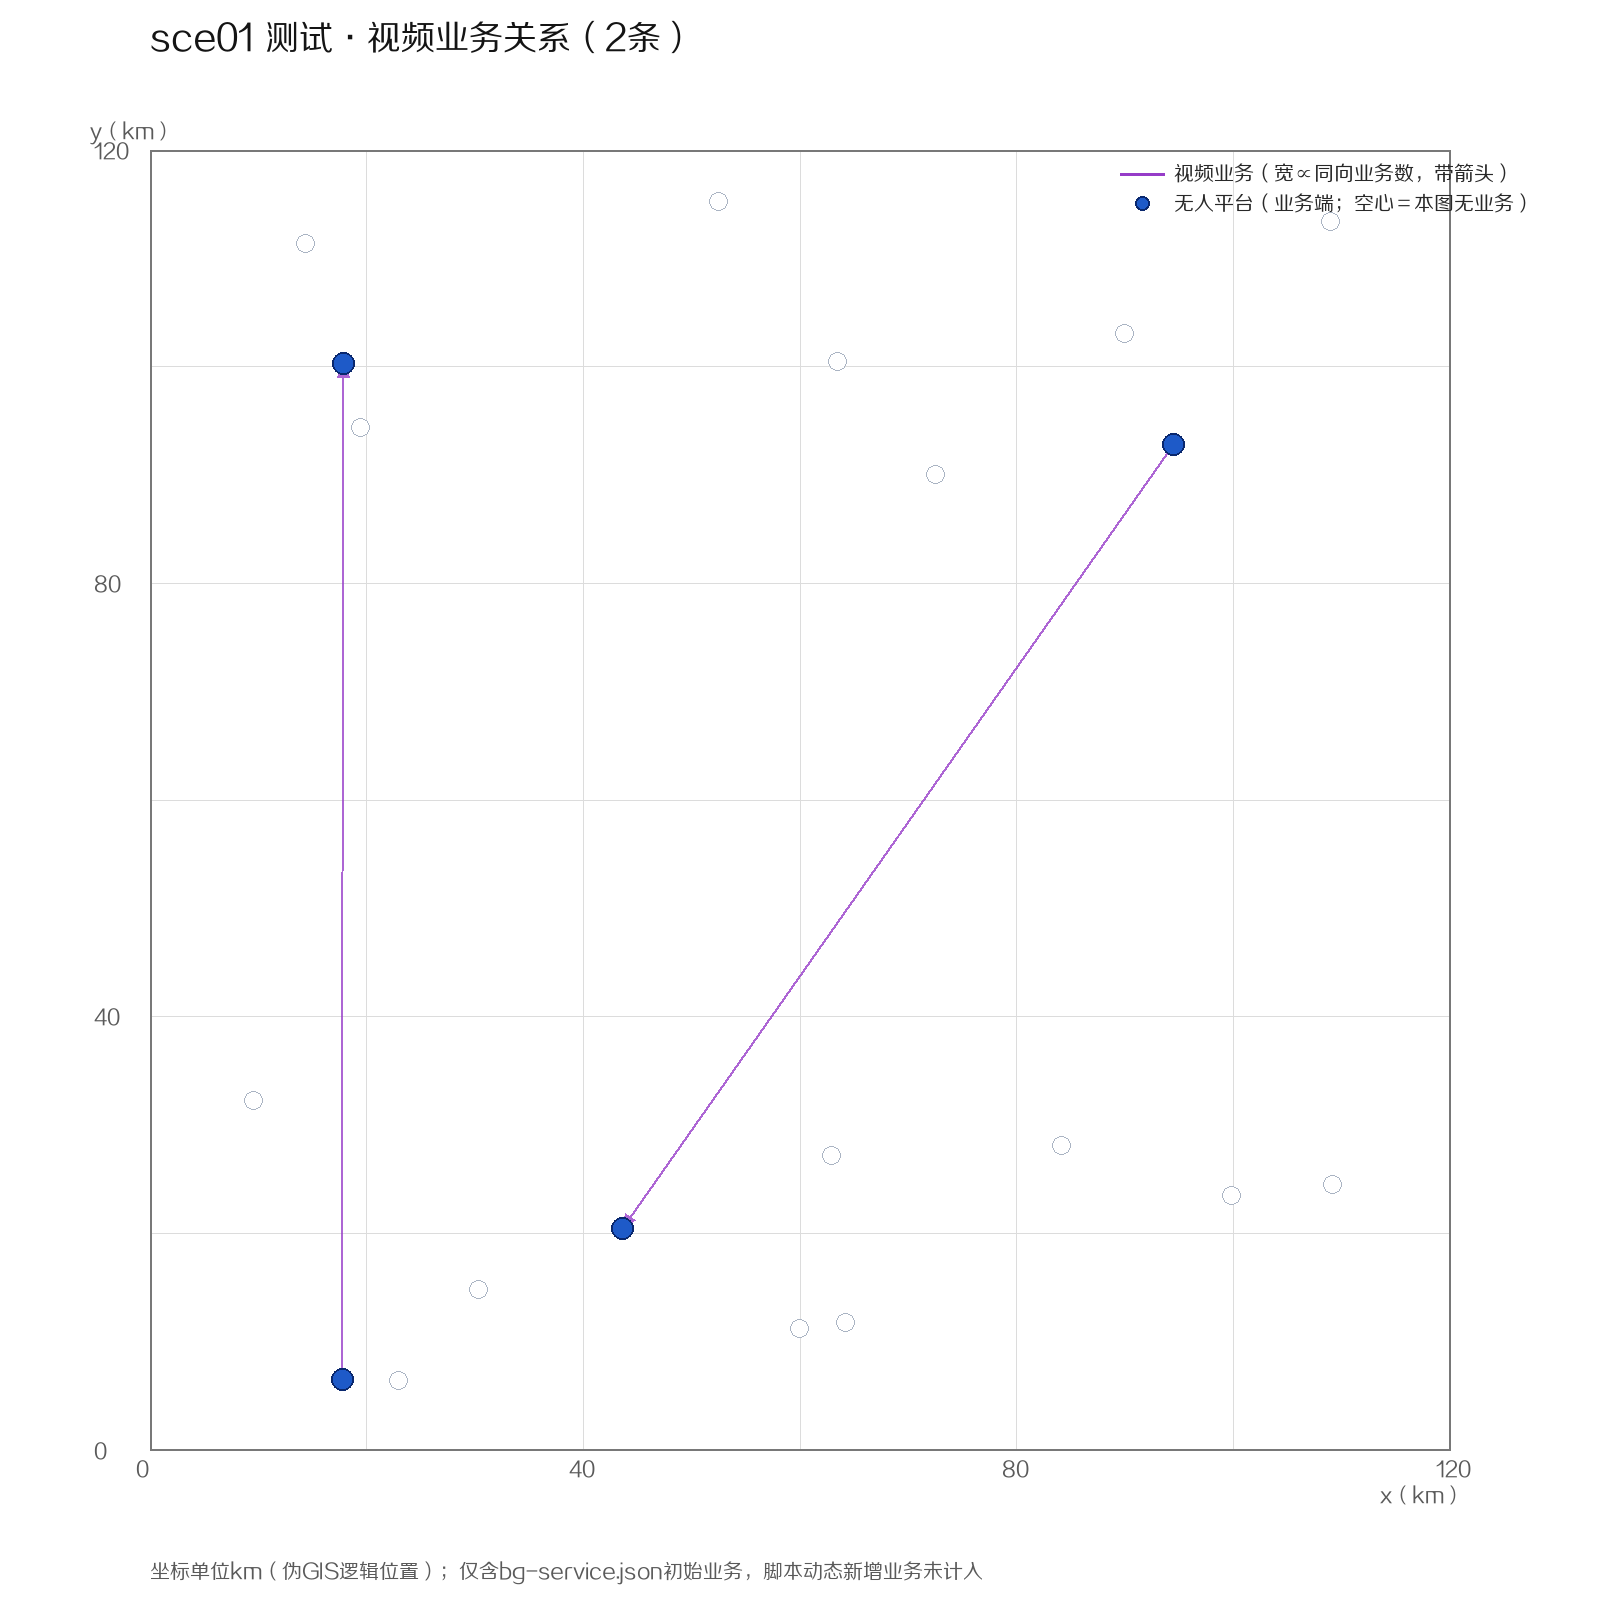 sce01 测试·视频业务关系（2条）
y（km）
120
视频业务（宽∝同向业务数，带箭头）
无人平台（业务端；空心＝本图无业务）
80
40
0
0 40 80 120
x（km）
坐标单位km（伪GIS逻辑位置）；仅含bg-service.json初始业务，脚本动态新增业务未计入